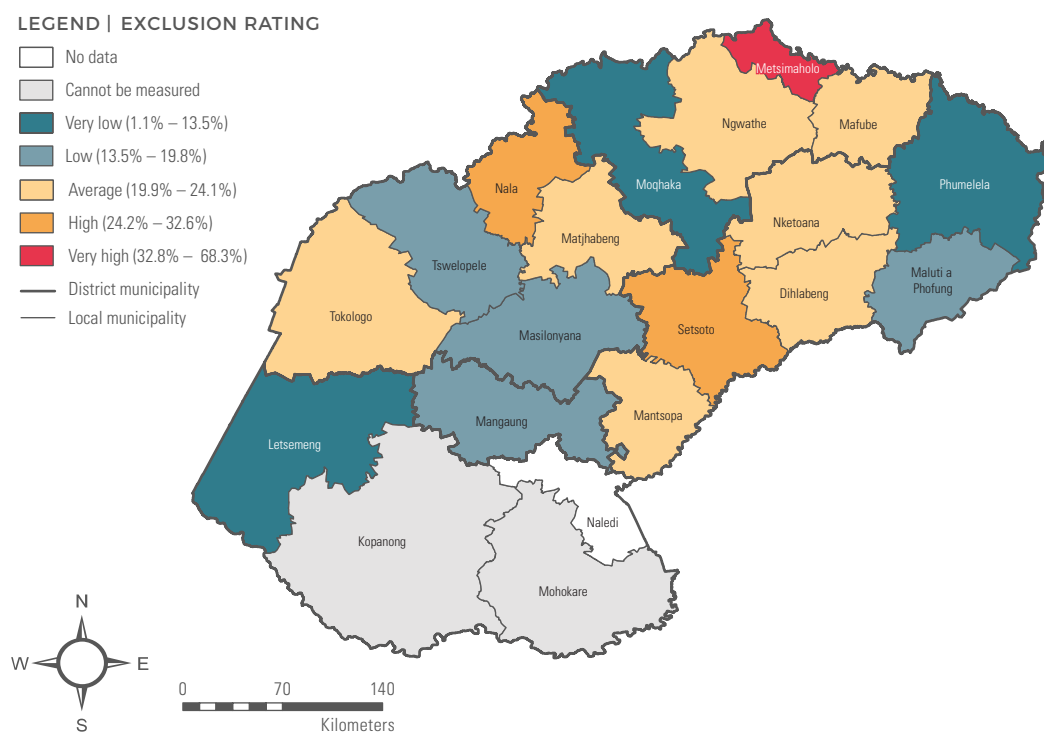 LEGEND | EXCLUSION RATING
No data
Cannot be measured
Very low (1.1% – 13.5%)
Low (13.5% – 19.8%)
Average (19.9% – 24.1%)
High (24.2% – 32.6%)
Very high (32.8% – 68.3%)
District municipality
Local municipality
Metsimaholo
Ngwathe
Mafube
Moqhaka
Phumelela
Nala
Nketoana
Matjhabeng
Tswelopele
Maluti a
Phofung
Dihlabeng
Tokologo
Masilonyana
Setsoto
Mantsopa
Mangaung
Letsemeng
Naledi
Kopanong
Mohokare
N
W
E
S
0 70 140
Kilometers